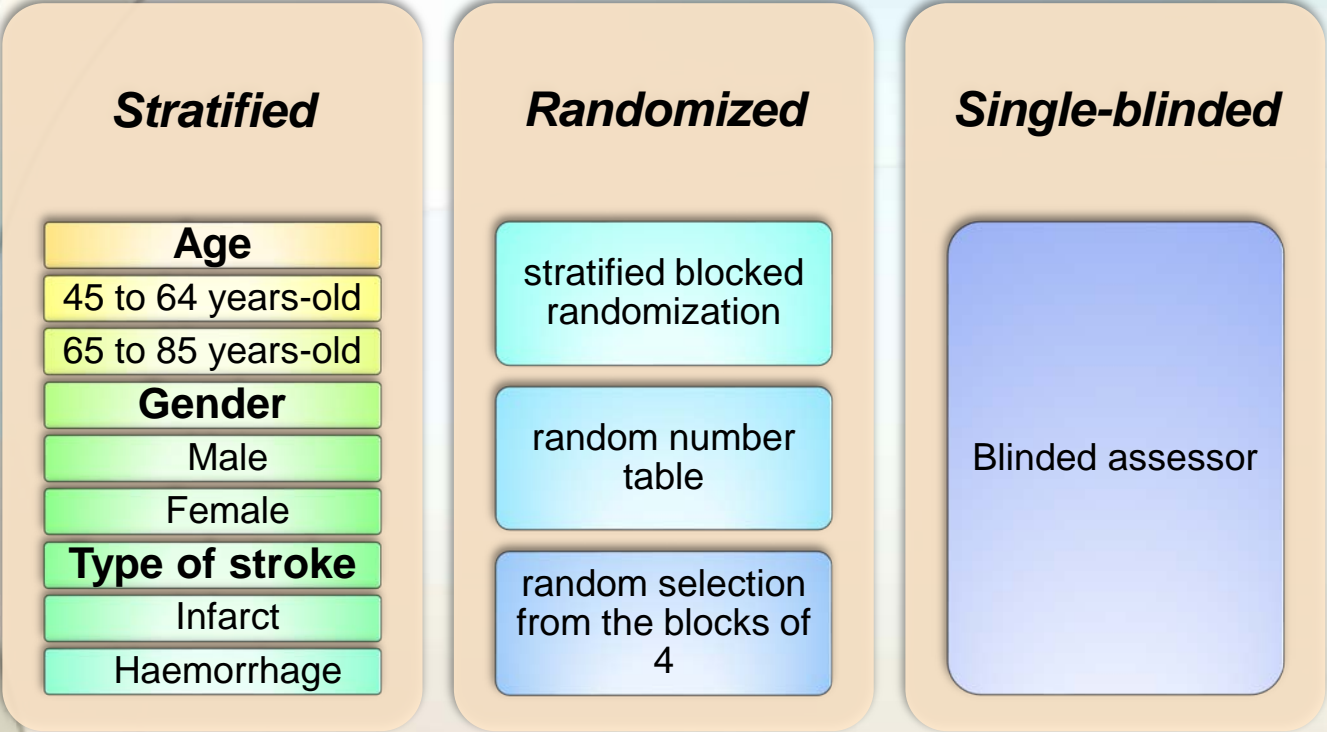 Stratified
Age
45 to 64 years-old
65 to 85 years-old
Gender
Male
Female
Type of stroke
Infarct
Haemorrhage
Randomized
stratified blocked
randomization
random number
table
random selection
from the blocks of
4
Single-blinded
Blinded assessor